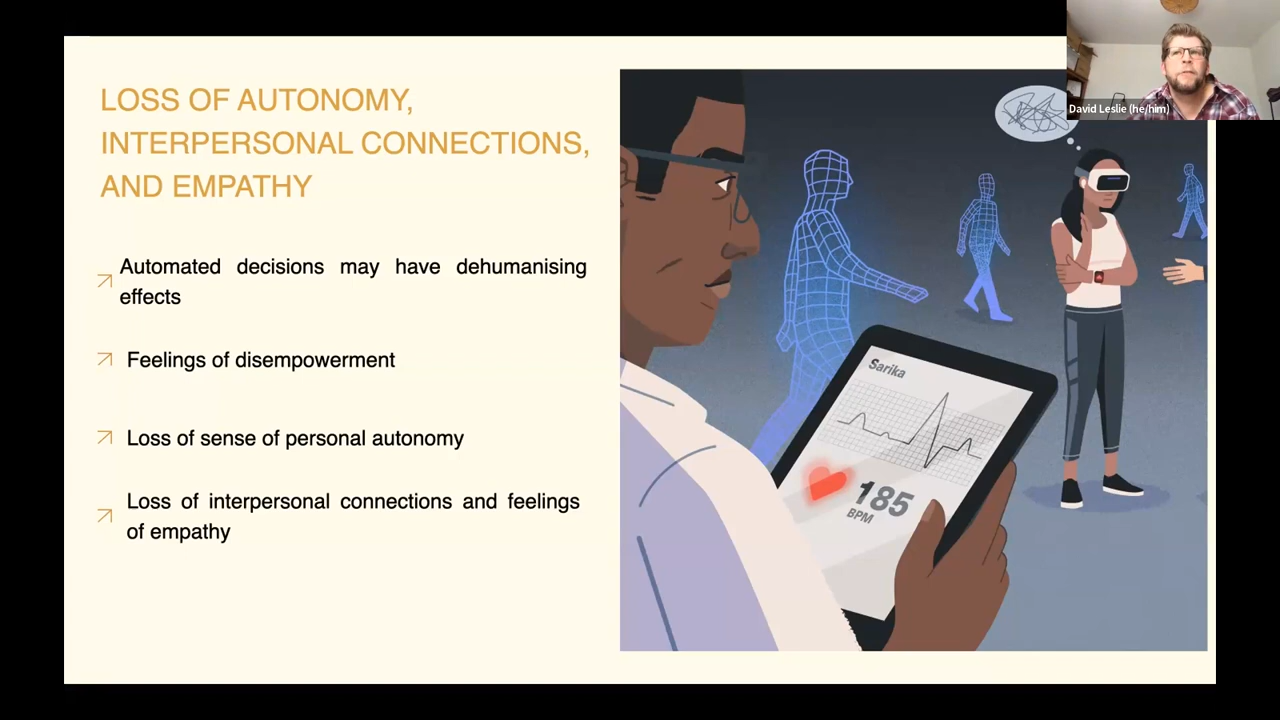 LOSS OF AUTONOMY,
INTERPERSONAL CONNECTIONS,
AND EMPATHY
Automated decisions may have dehumanising
effects
Feelings of disempowerment
Loss of sense of personal autonomy
Loss of interpersonal connections and feelings
of empathy
Sarika
185
BPM
David Leslie (he/him)